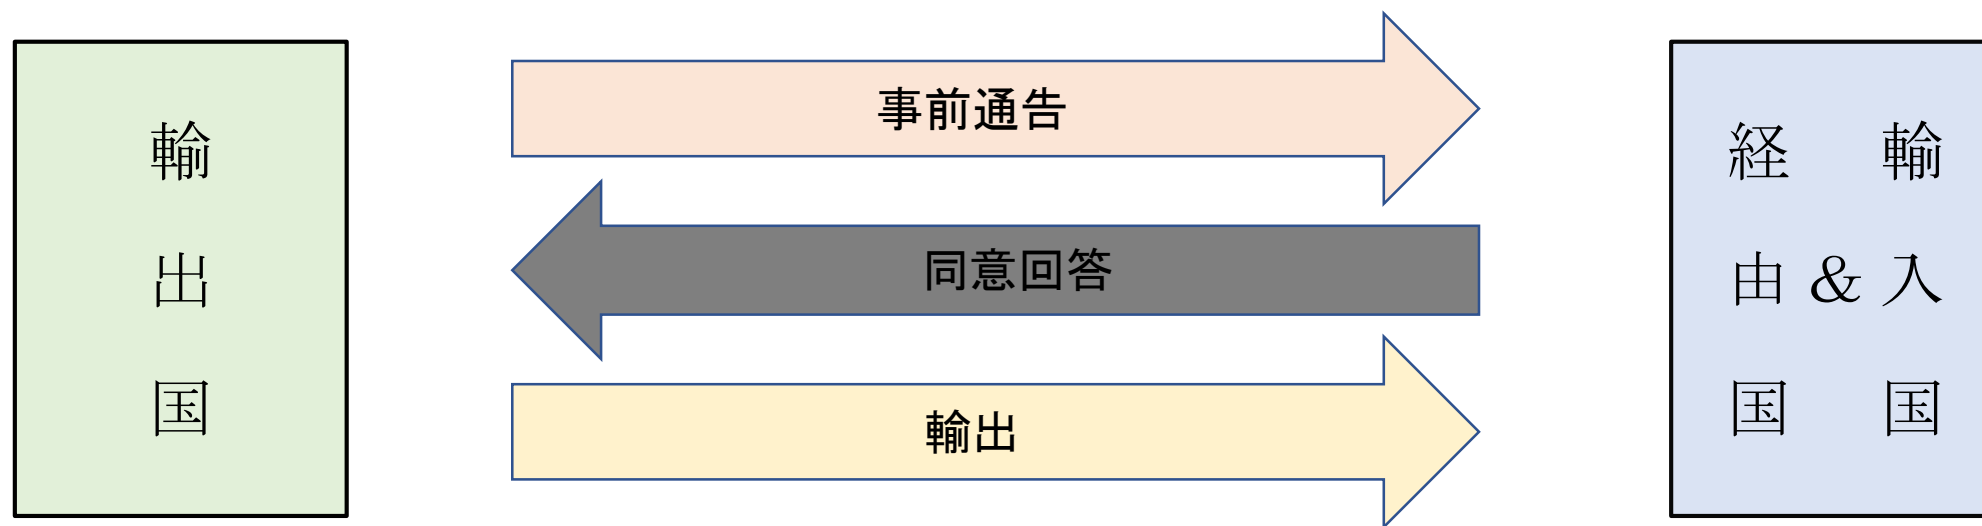 輸出国
事前通告
同意回答
輸出
輸入国
&
経由国